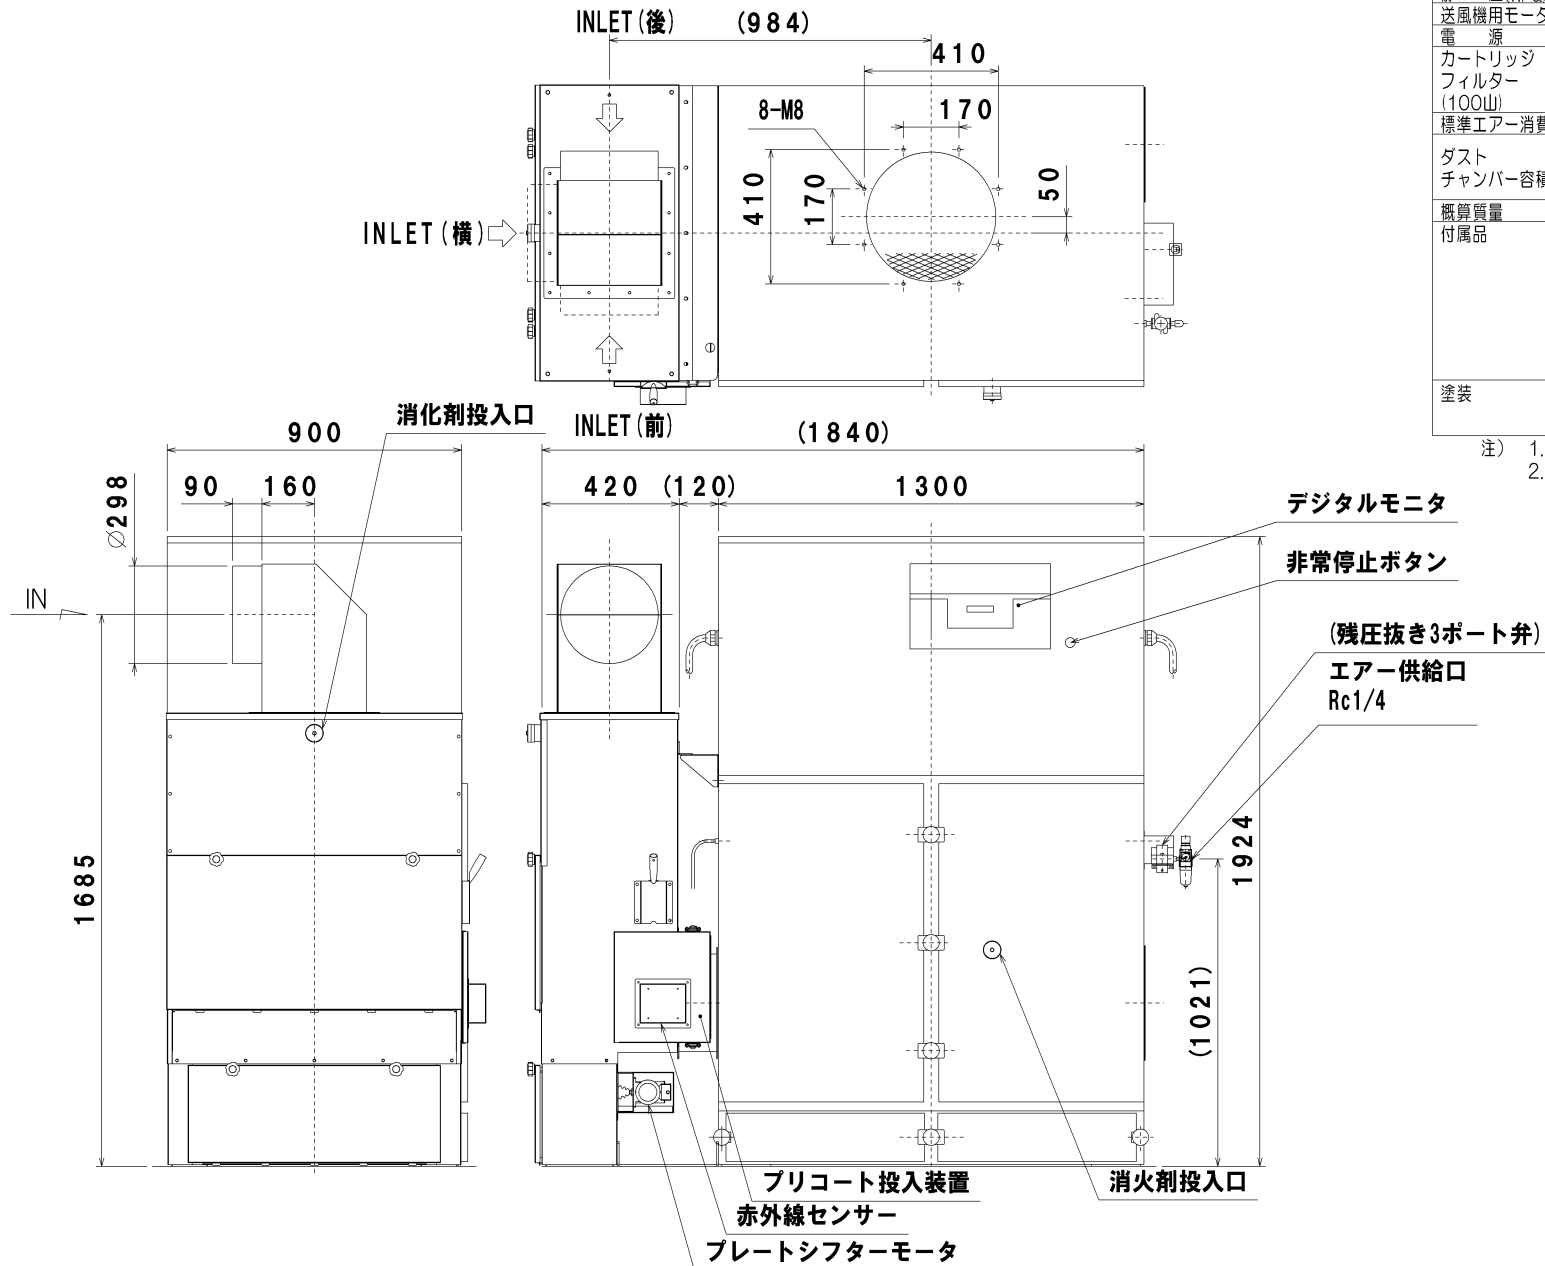 INLET(後)
(984)
410
8-M8
170
410
170
50
INLET(横)
INLET(前)
送風機用モータ
電 源
カートリッジ
フィルター
(100山)
標準エアー消費
ダスト
チャンバー容積
概算質量
付属品
塗装
注) 1.
2.
消化剤投入口
900
(1840)
90
160
420
(120)
1300
∅298
IN
1685
デジタルモニタ
非常停止ボタン
(残圧抜き3ポート弁)
エアー供給口
Rc1/4
1924
(1021)
プリコート投入装置
消火剤投入口
赤外線センサー
プレートシフターモータ